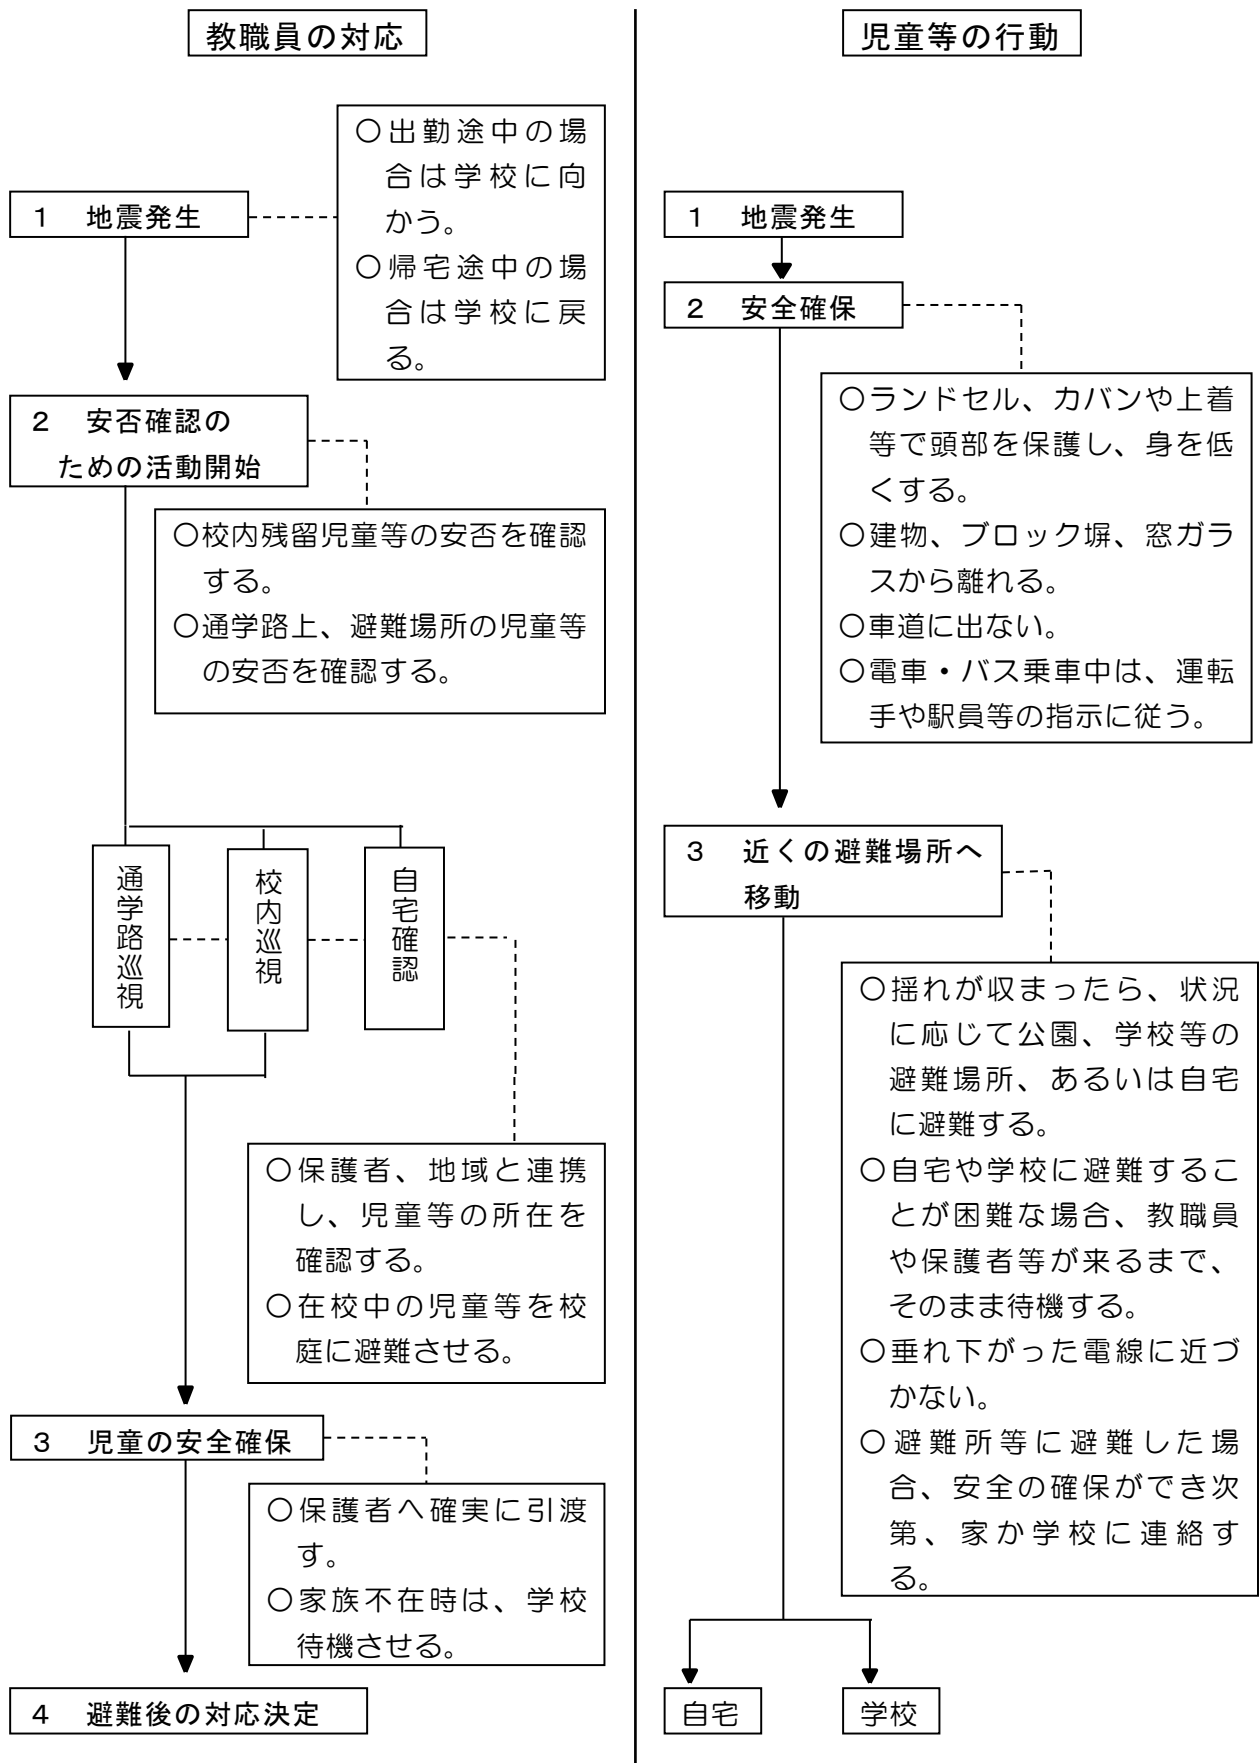 教職員の対応
1　地震発生
〇出勤途中の場
合は学校に向
かう。
〇帰宅途中の場
合は学校に戻
る。
2　安否確認の
ための活動開始
〇校内残留児童等の安否を確認
する。
〇通学路上、避難場所の児童等
の安否を確認する。
通学路巡視
校内巡視
自宅確認
〇保護者、地域と連携
し、児童等の所在を
確認する。
〇在校中の児童等を校
庭に避難させる。
3　児童の安全確保
〇保護者へ確実に引渡
す。
〇家族不在時は、学校
待機させる。
4　避難後の対応決定
児童等の行動
1　地震発生
2　安全確保
〇ランドセル、カバンや上着
等で頭部を保護し、身を低
くする。
〇建物、ブロック塀、窓ガラ
スから離れる。
〇車道に出ない。
〇電車・バス乗車中は、運転
手や駅員等の指示に従う。
3　近くの避難場所へ
移動
〇揺れが収まったら、状況
に応じて公園、学校等の
避難場所、あるいは自宅
に避難する。
〇自宅や学校に避難するこ
とが困難な場合、教職員
や保護者等が来るまで、
そのまま待機する。
〇垂れ下がった電線に近づ
かない。
〇避難所等に避難した場
合、安全の確保ができ次
第、家か学校に連絡す
る。
自宅
学校